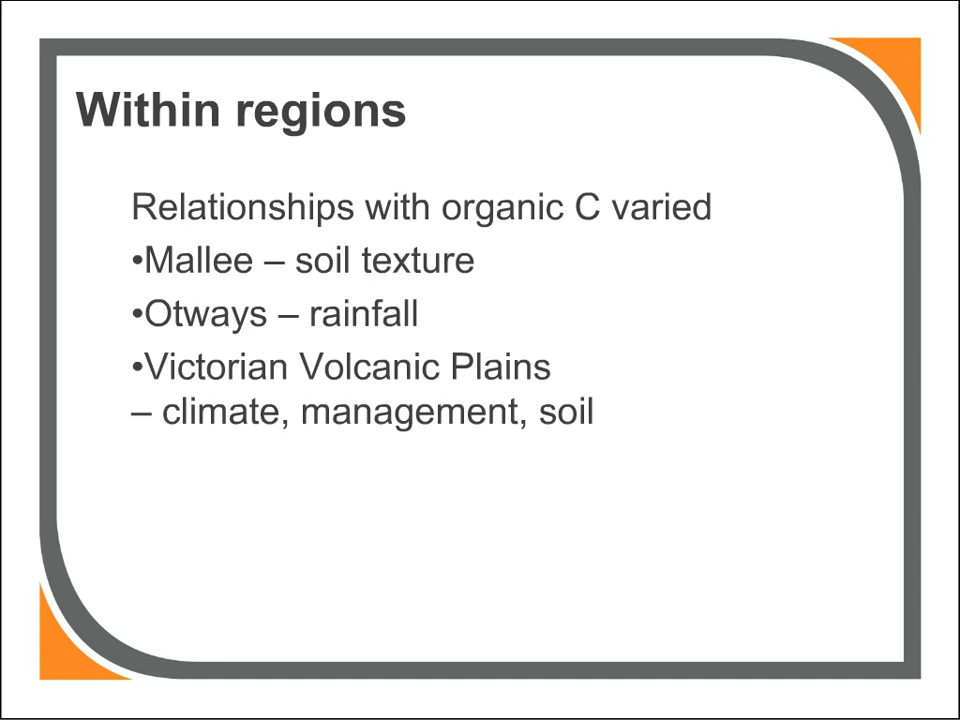 Within regions
Relationships with organic C varied
•Mallee – soil texture
•Otways – rainfall
•Victorian Volcanic Plains
– climate, management, soil